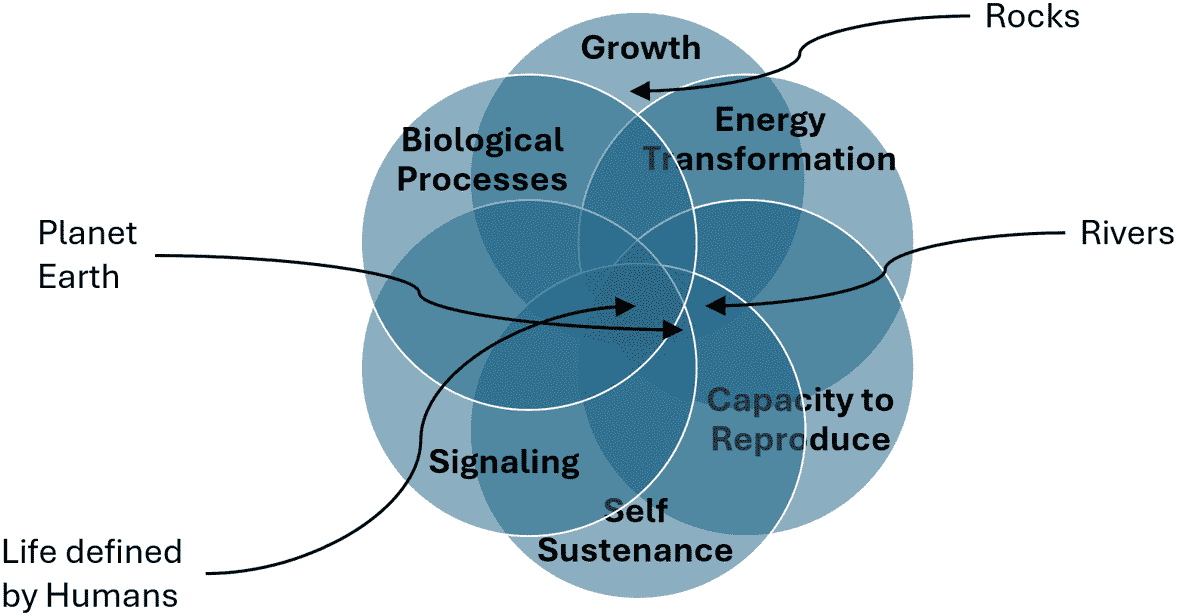 Rocks
Growth
Energy
Transformation
Biological
Processes
Planet
Earth
Rivers
Capacity to
Reproduce
Signaling
Self
Sustenance
Life defined
by Humans